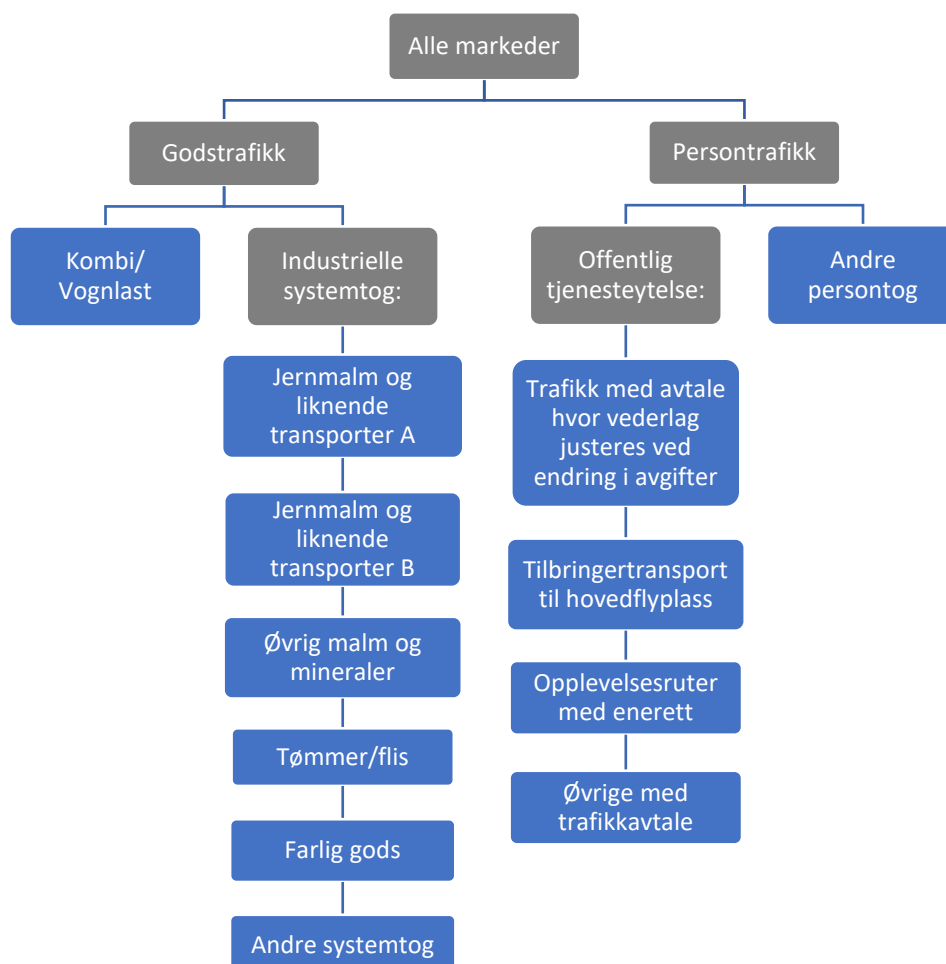 Alle markeder
Godstrafikk
Persontrafikk
Kombi/
Vognlast
Industrielle
systemtog:
Offentlig
tjenesteytelse:
Andre
persontog
Jernmalm og
liknende
transporter A
Jernmalm og
liknende
transporter B
Øvrig malm og
mineraler
Tømmer/flis
Farlig gods
Andre systemtog
Trafikk med avtale
hvor vederlag
justeres ved
endring i avgifter
Tilbringertransport
til hovedflyplass
Opplevelsesruter
med enerett
Øvrige med
trafikkavtale